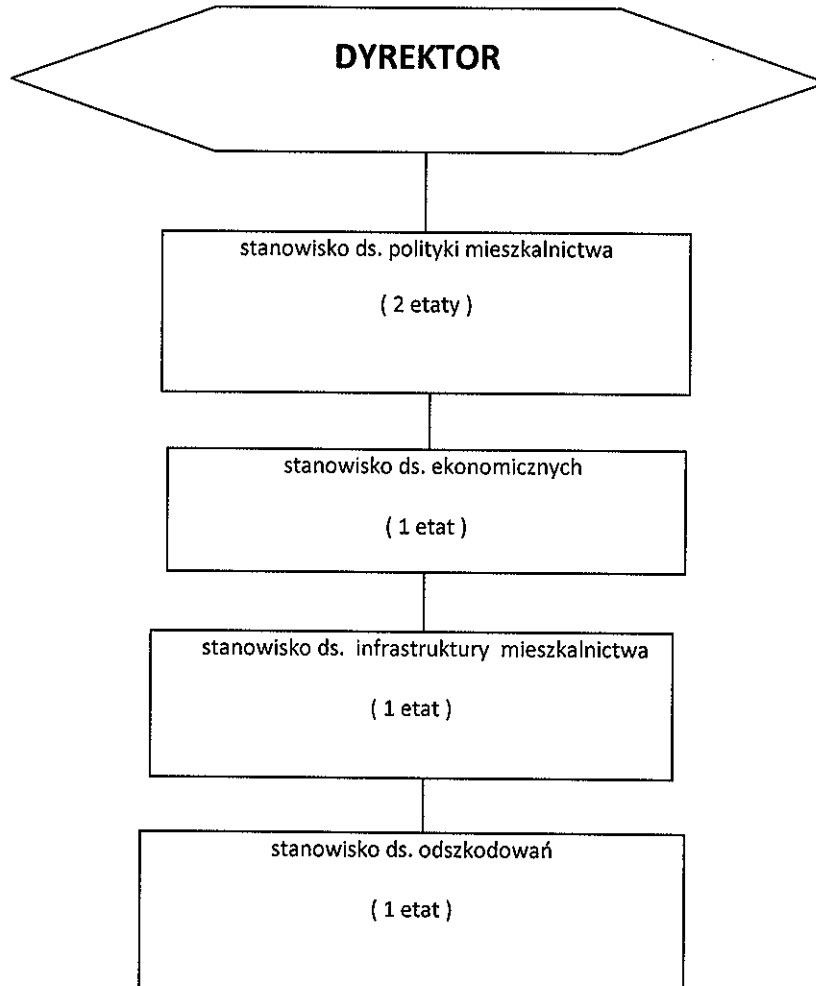 DYREKTOR
stanowisko ds. polityki mieszkalnictwa
( 2 etaty )
stanowisko ds. ekonomicznych
( 1 etat )
stanowisko ds. infrastruktury mieszkalnictwa
( 1 etat )
stanowisko ds. odszkodowań
( 1 etat )